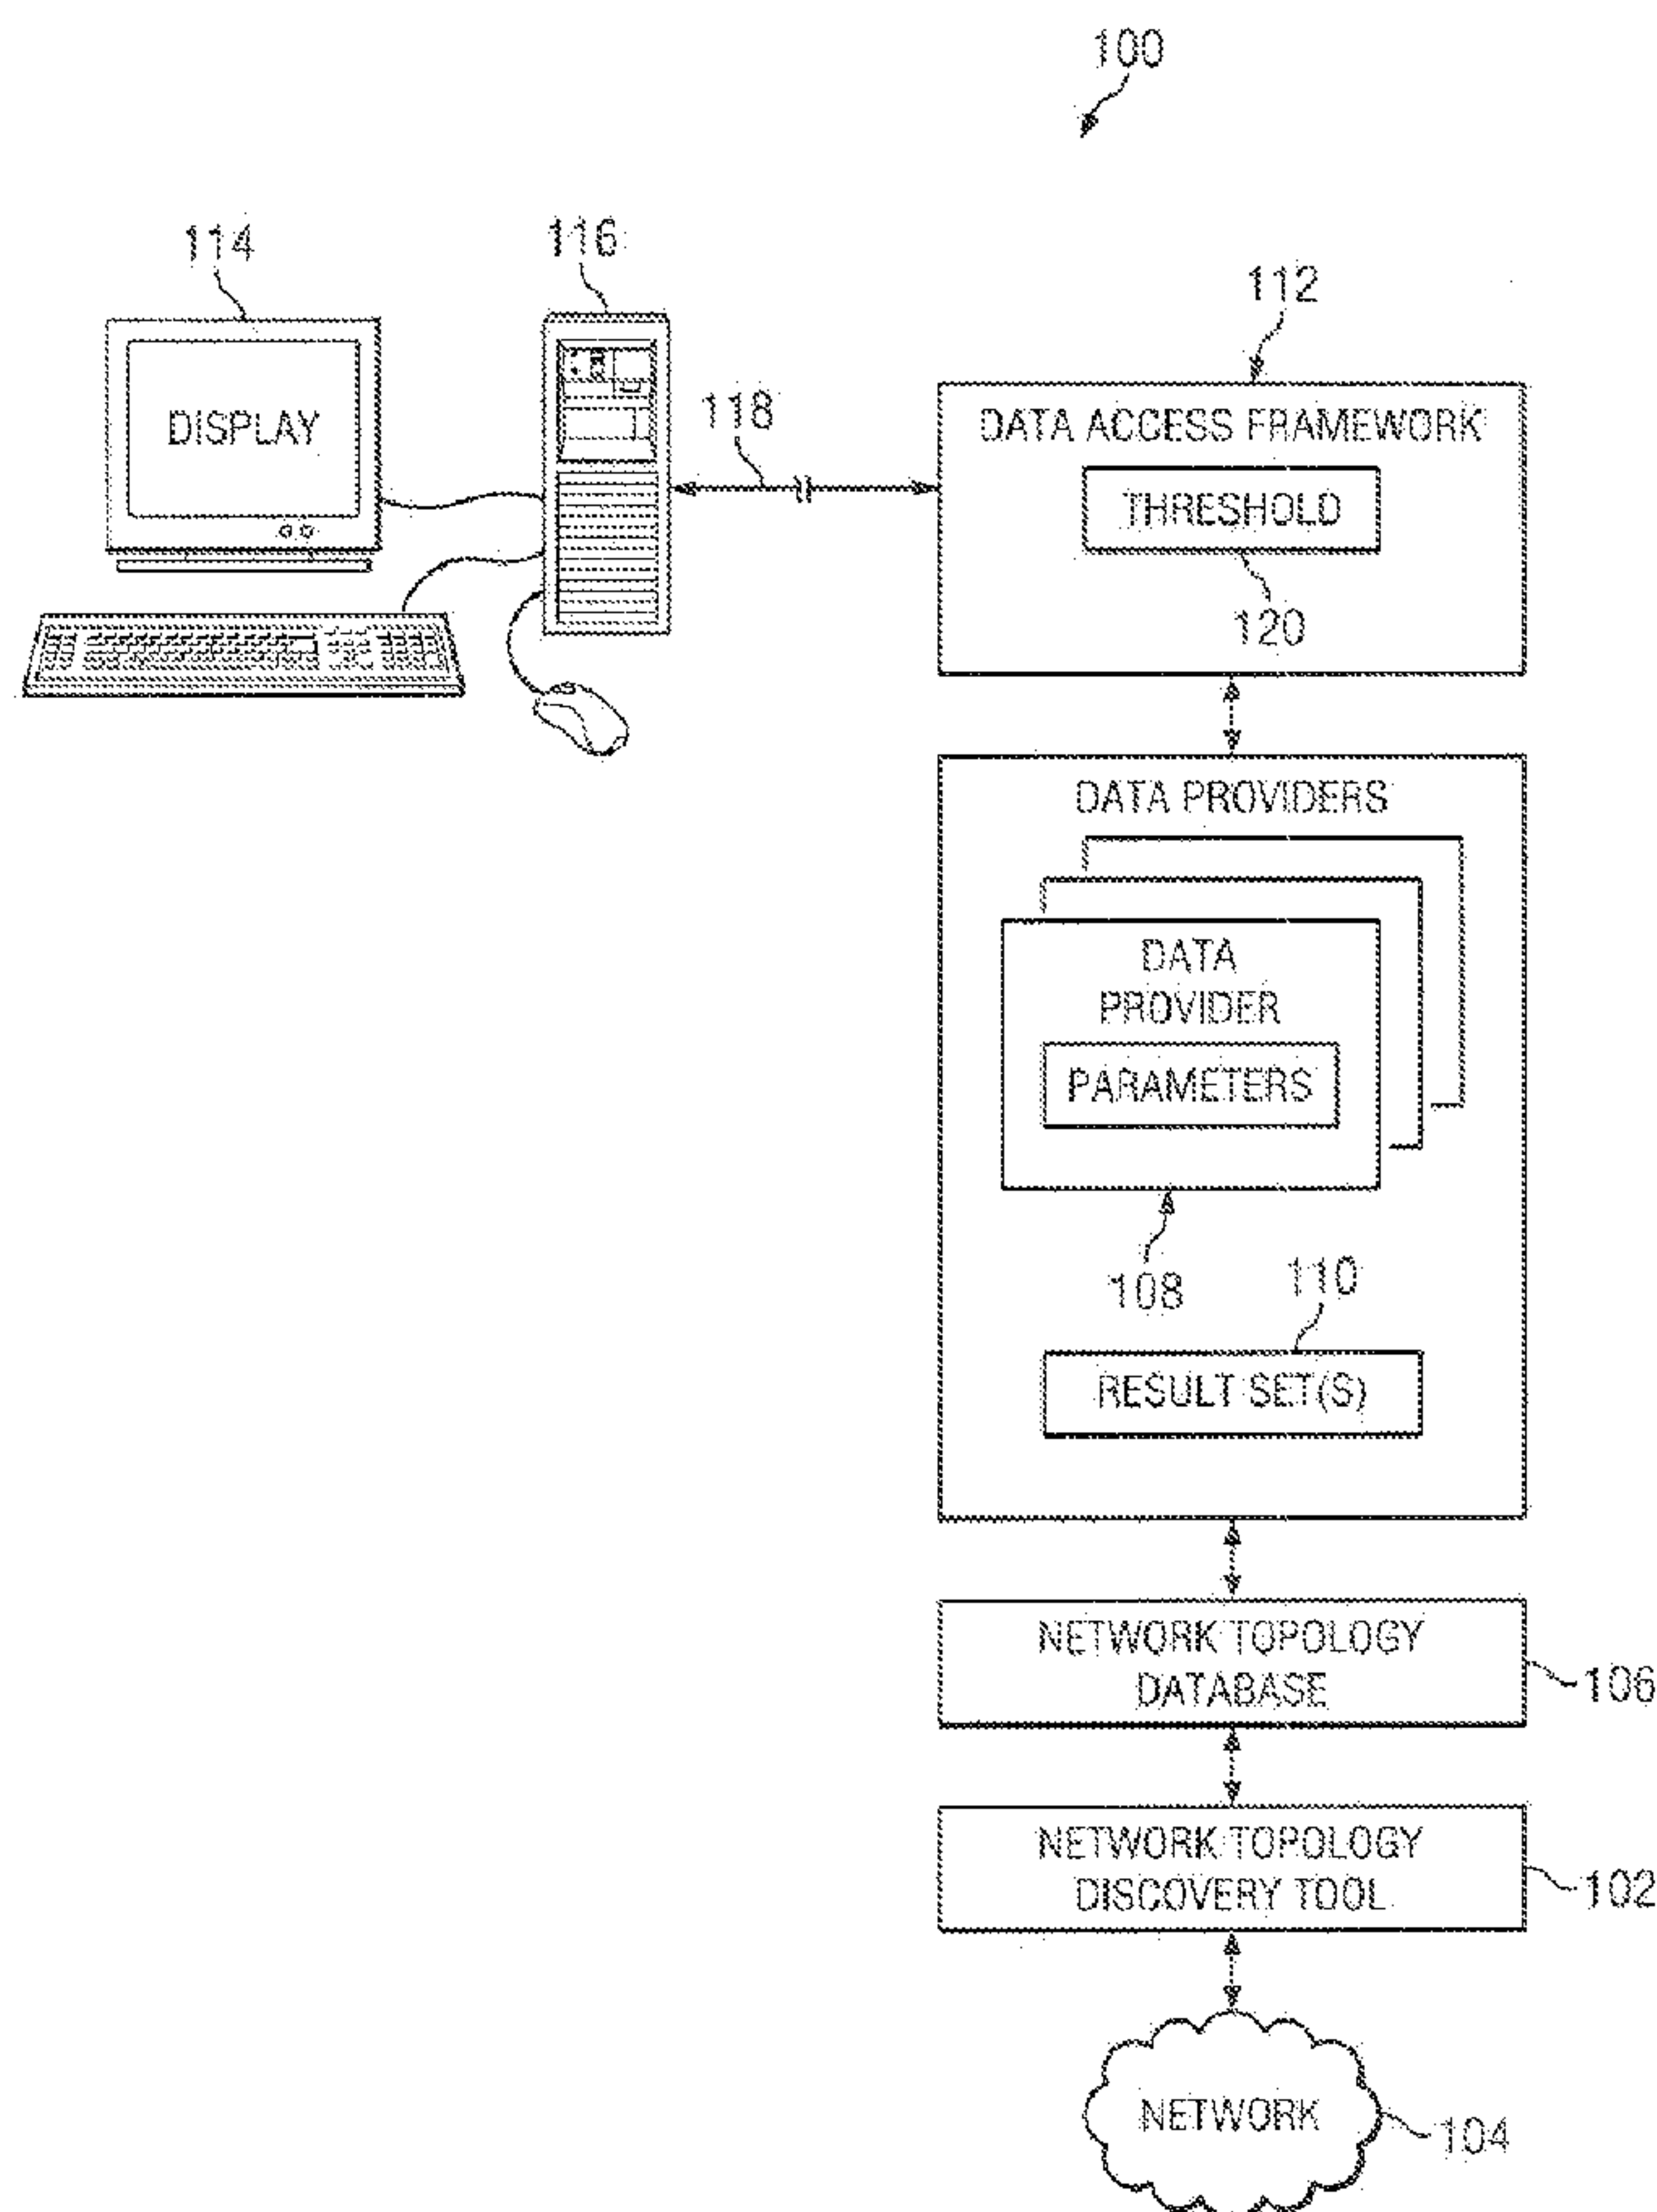 100
114
116
112
118
DISPLAY
DATA ACCESS FRAMEWORK
THRESHOLD
120
DATA PROVIDERS
DATA
PROVIDER
PARAMETERS
108
110
RESULT SET(S)
NETWORK TOPOLOGY
DATABASE
106
NETWORK TOPOLOGY
DISCOVERY TOOL
102
NETWORK
104